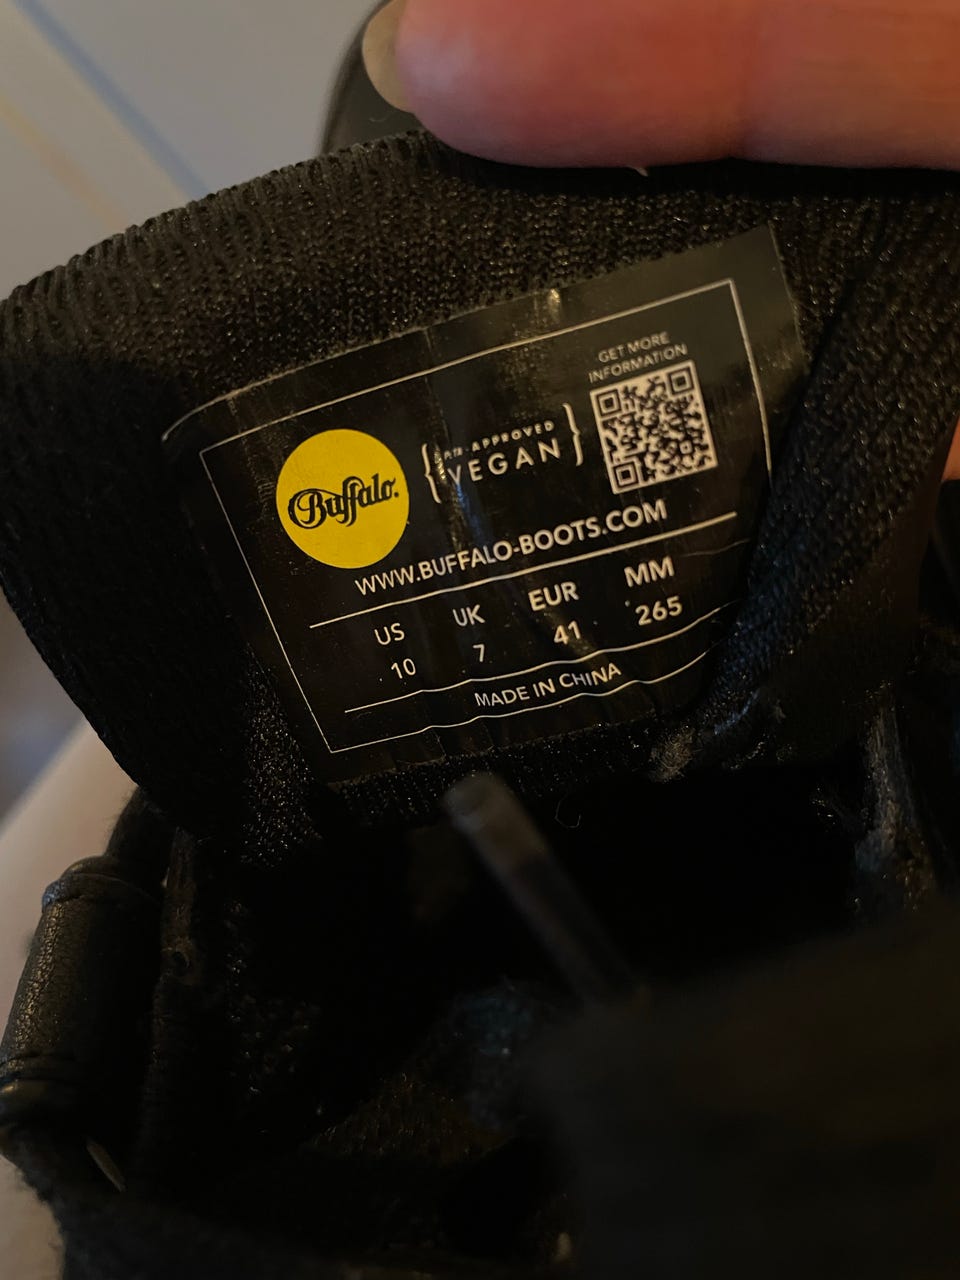 Buffalo.
PETA-APPROVED
VEGAN
GET MORE
INFORMATION
WWW.BUFFALO-BOOTS.COM
US UK EUR MM
10 7 41 265
MADE IN CHINA